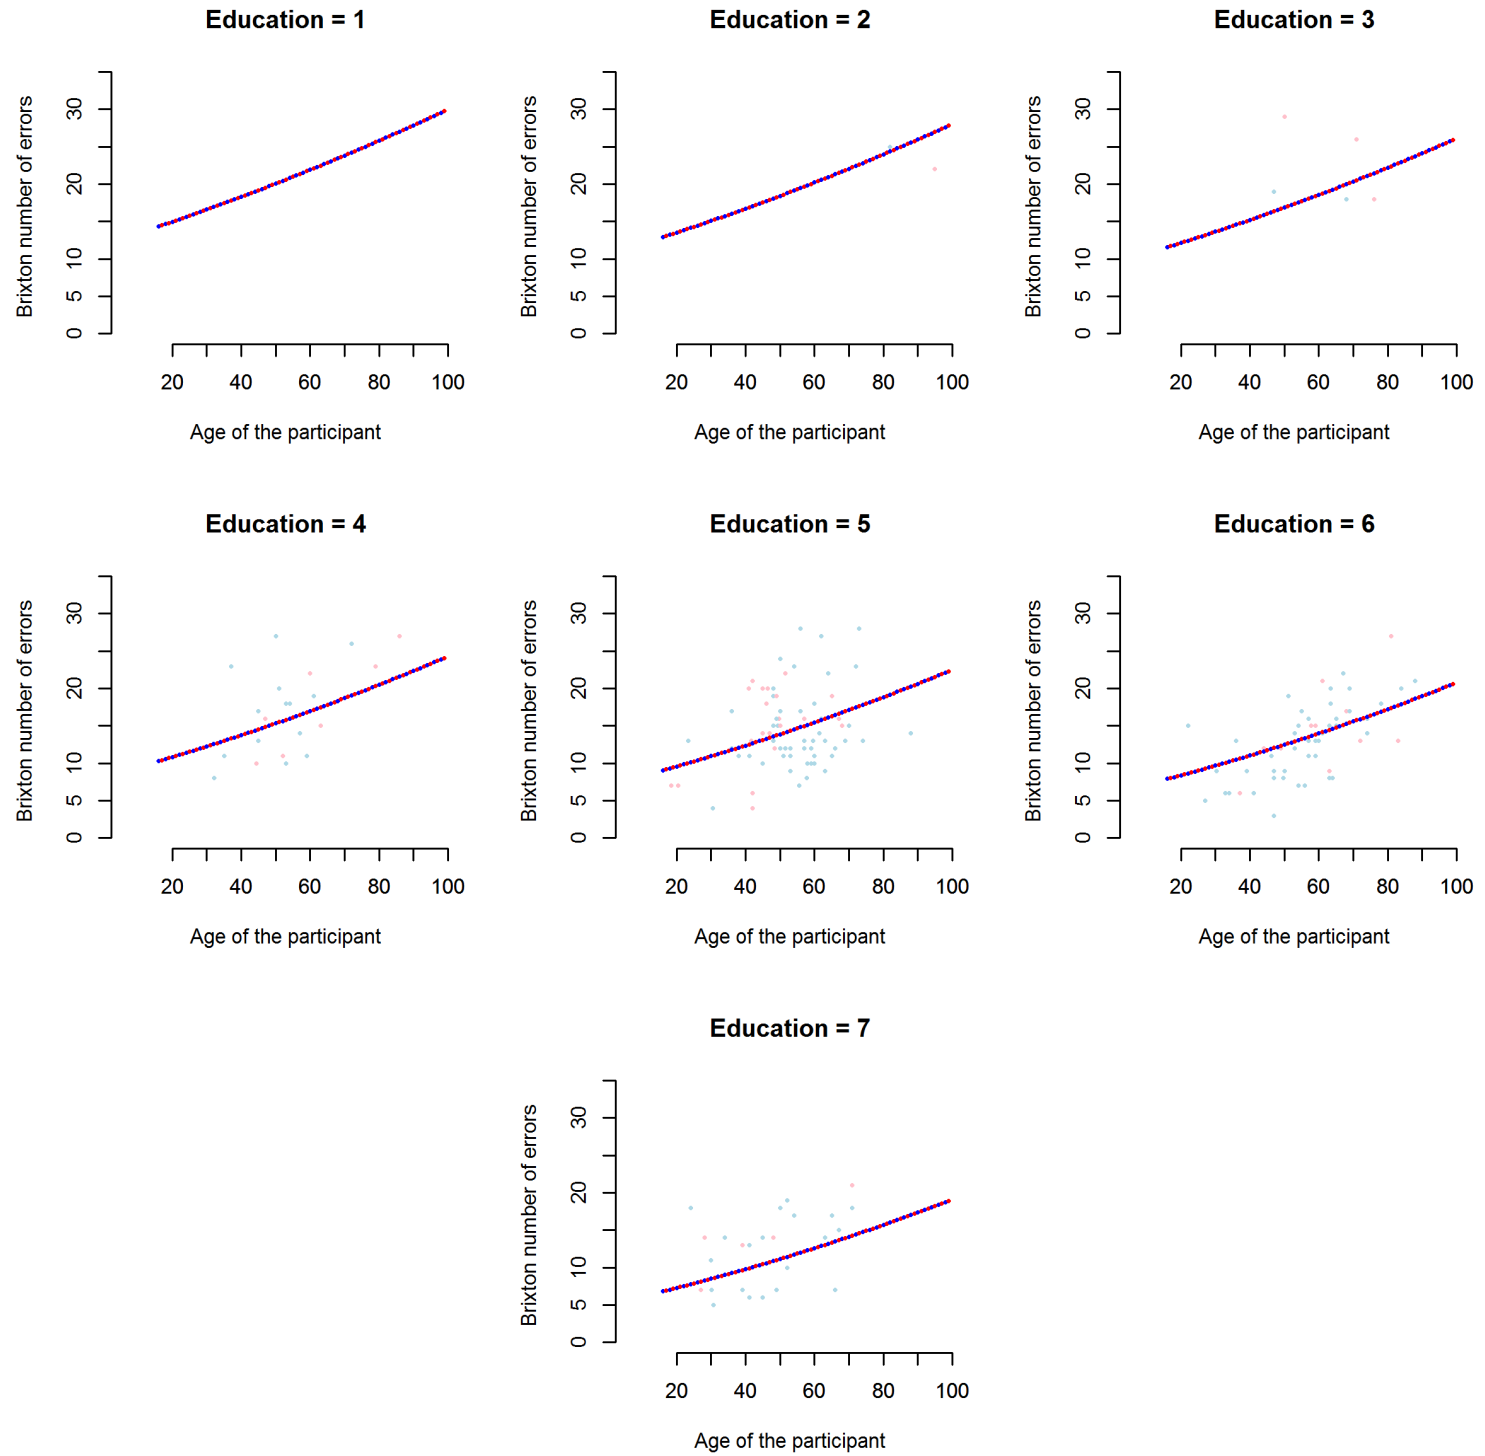 Education = 1
Brixton number of errors
0 5 10 20 30
20 40 60 80 100
Age of the participant
Education = 2
Brixton number of errors
0 5 10 20 30
20 40 60 80 100
Age of the participant
Education = 3
Brixton number of errors
0 5 10 20 30
20 40 60 80 100
Age of the participant
Education = 4
Brixton number of errors
0 5 10 20 30
20 40 60 80 100
Age of the participant
Education = 5
Brixton number of errors
0 5 10 20 30
20 40 60 80 100
Age of the participant
Education = 6
Brixton number of errors
0 5 10 20 30
20 40 60 80 100
Age of the participant
Education = 7
Brixton number of errors
0 5 10 20 30
20 40 60 80 100
Age of the participant